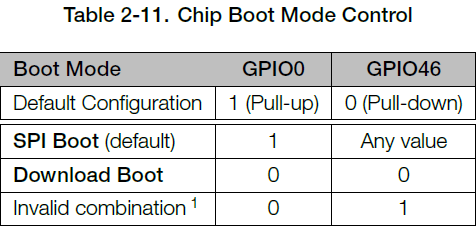 Table 2-11. Chip Boot Mode Control
Boot Mode GPIO0 GPIO46
Default Configuration 1 (Pull-up) 0 (Pull-down)
SPI Boot (default) 1 Any value
Download Boot 0 0
Invalid combination 1 0 1